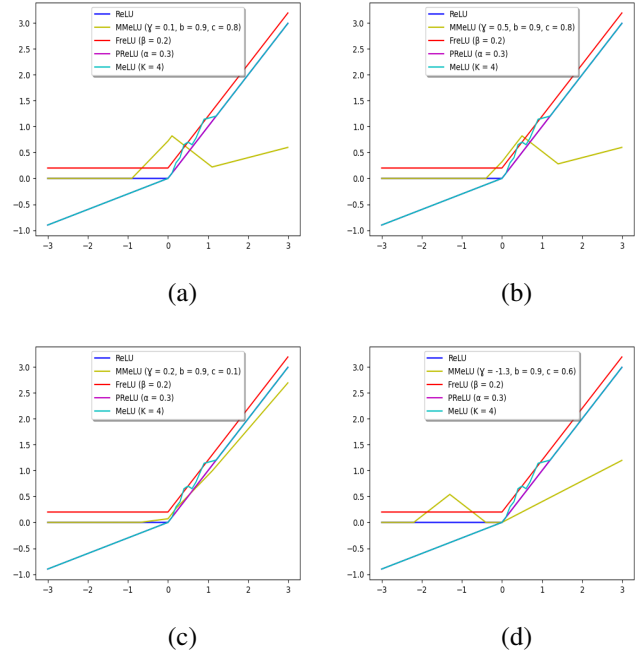 ReLU
MMeLU (Ɣ = 0.1, b = 0.9, c = 0.8)
FreLU (β = 0.2)
PReLU (α = 0.3)
MeLU (K = 4)
3.0
2.5
2.0
1.5
1.0
0.5
0.0
−0.5
−1.0
−3 −2 −1 0 1 2 3
(a)
ReLU
MMeLU (Ɣ = 0.5, b = 0.9, c = 0.8)
FreLU (β = 0.2)
PReLU (α = 0.3)
MeLU (K = 4)
3.0
2.5
2.0
1.5
1.0
0.5
0.0
−0.5
−1.0
−3 −2 −1 0 1 2 3
(b)
ReLU
MMeLU (Ɣ = 0.2, b = 0.9, c = 0.1)
FreLU (β = 0.2)
PReLU (α = 0.3)
MeLU (K = 4)
3.0
2.5
2.0
1.5
1.0
0.5
0.0
−0.5
−1.0
−3 −2 −1 0 1 2 3
(c)
ReLU
MMeLU (Ɣ = -1.3, b = 0.9, c = 0.6)
FreLU (β = 0.2)
PReLU (α = 0.3)
MeLU (K = 4)
3.0
2.5
2.0
1.5
1.0
0.5
0.0
−0.5
−1.0
−3 −2 −1 0 1 2 3
(d)